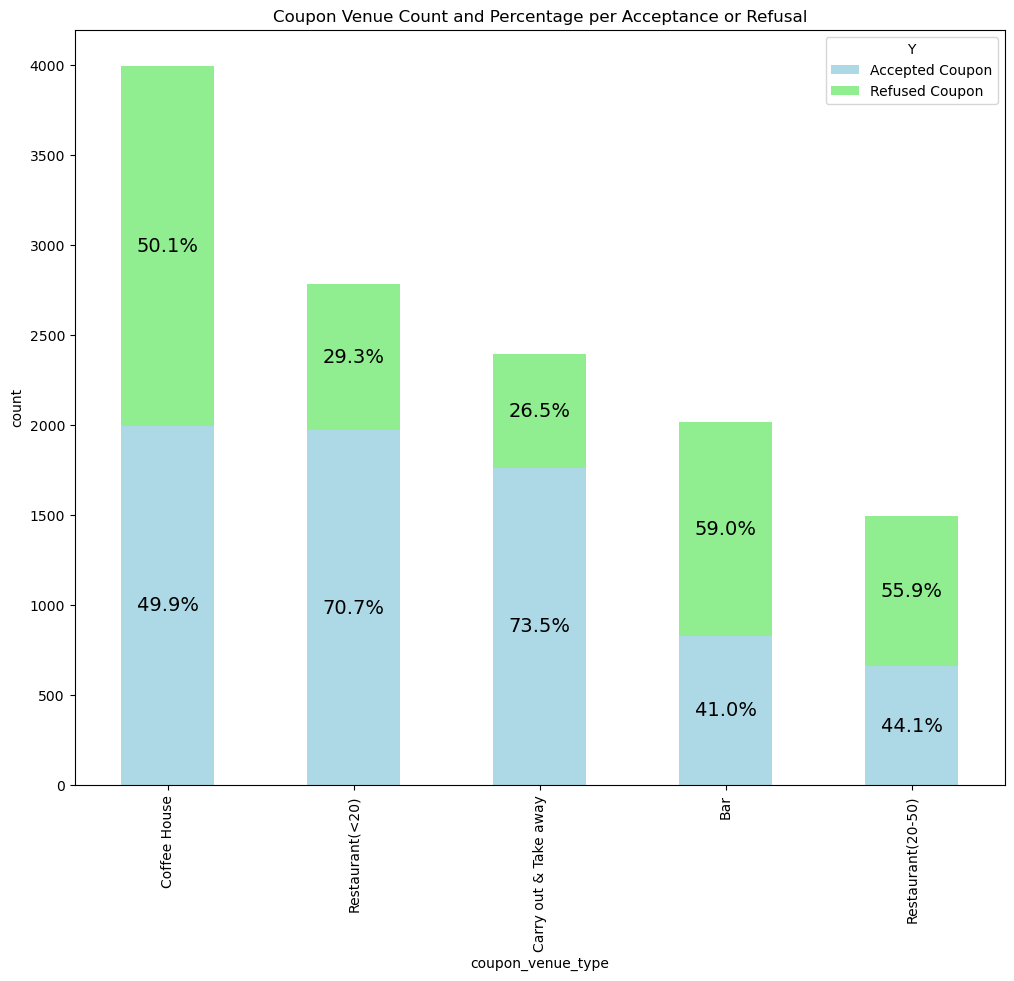 Coupon Venue Count and Percentage per Acceptance or Refusal
Y
Accepted Coupon
Refused Coupon
count
4000
3500
3000
2500
2000
1500
1000
500
0
50.1%
49.9%
29.3%
70.7%
26.5%
73.5%
59.0%
41.0%
55.9%
44.1%
Coffee House
Restaurant(<20)
Carry out & Take away
Bar
Restaurant(20-50)
coupon_venue_type